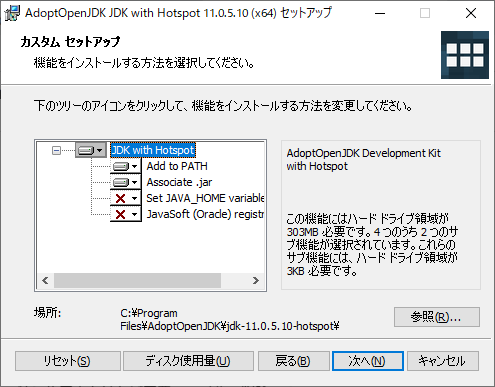 AdoptOpenJDK JDK with Hotspot 11.0.5.10 (x64) セットアップ
カスタム セットアップ
機能をインストールする方法を選択してください。
下のツリーのアイコンをクリックして、機能をインストールする方法を変更してください。
JDK with Hotspot
Add to PATH
Associate .jar
Set JAVA_HOME variable
JavaSoft (Oracle) registr
AdoptOpenJDK Development Kit
with Hotspot
この機能にはハード ドライブ領域が
303MB 必要です。 4 つのうち 2 つのサ
ブ機能が選択されています。 これらの
サブ機能には、ハード ドライブ領域が
3KB 必要です。
場所:
C:¥Program
Files¥AdoptOpenJDK¥jdk-11.0.5.10-hotspot¥
参照(R)...
リセット(S)
ディスク使用量(U)
戻る(B)
次へ(N)
キャンセル